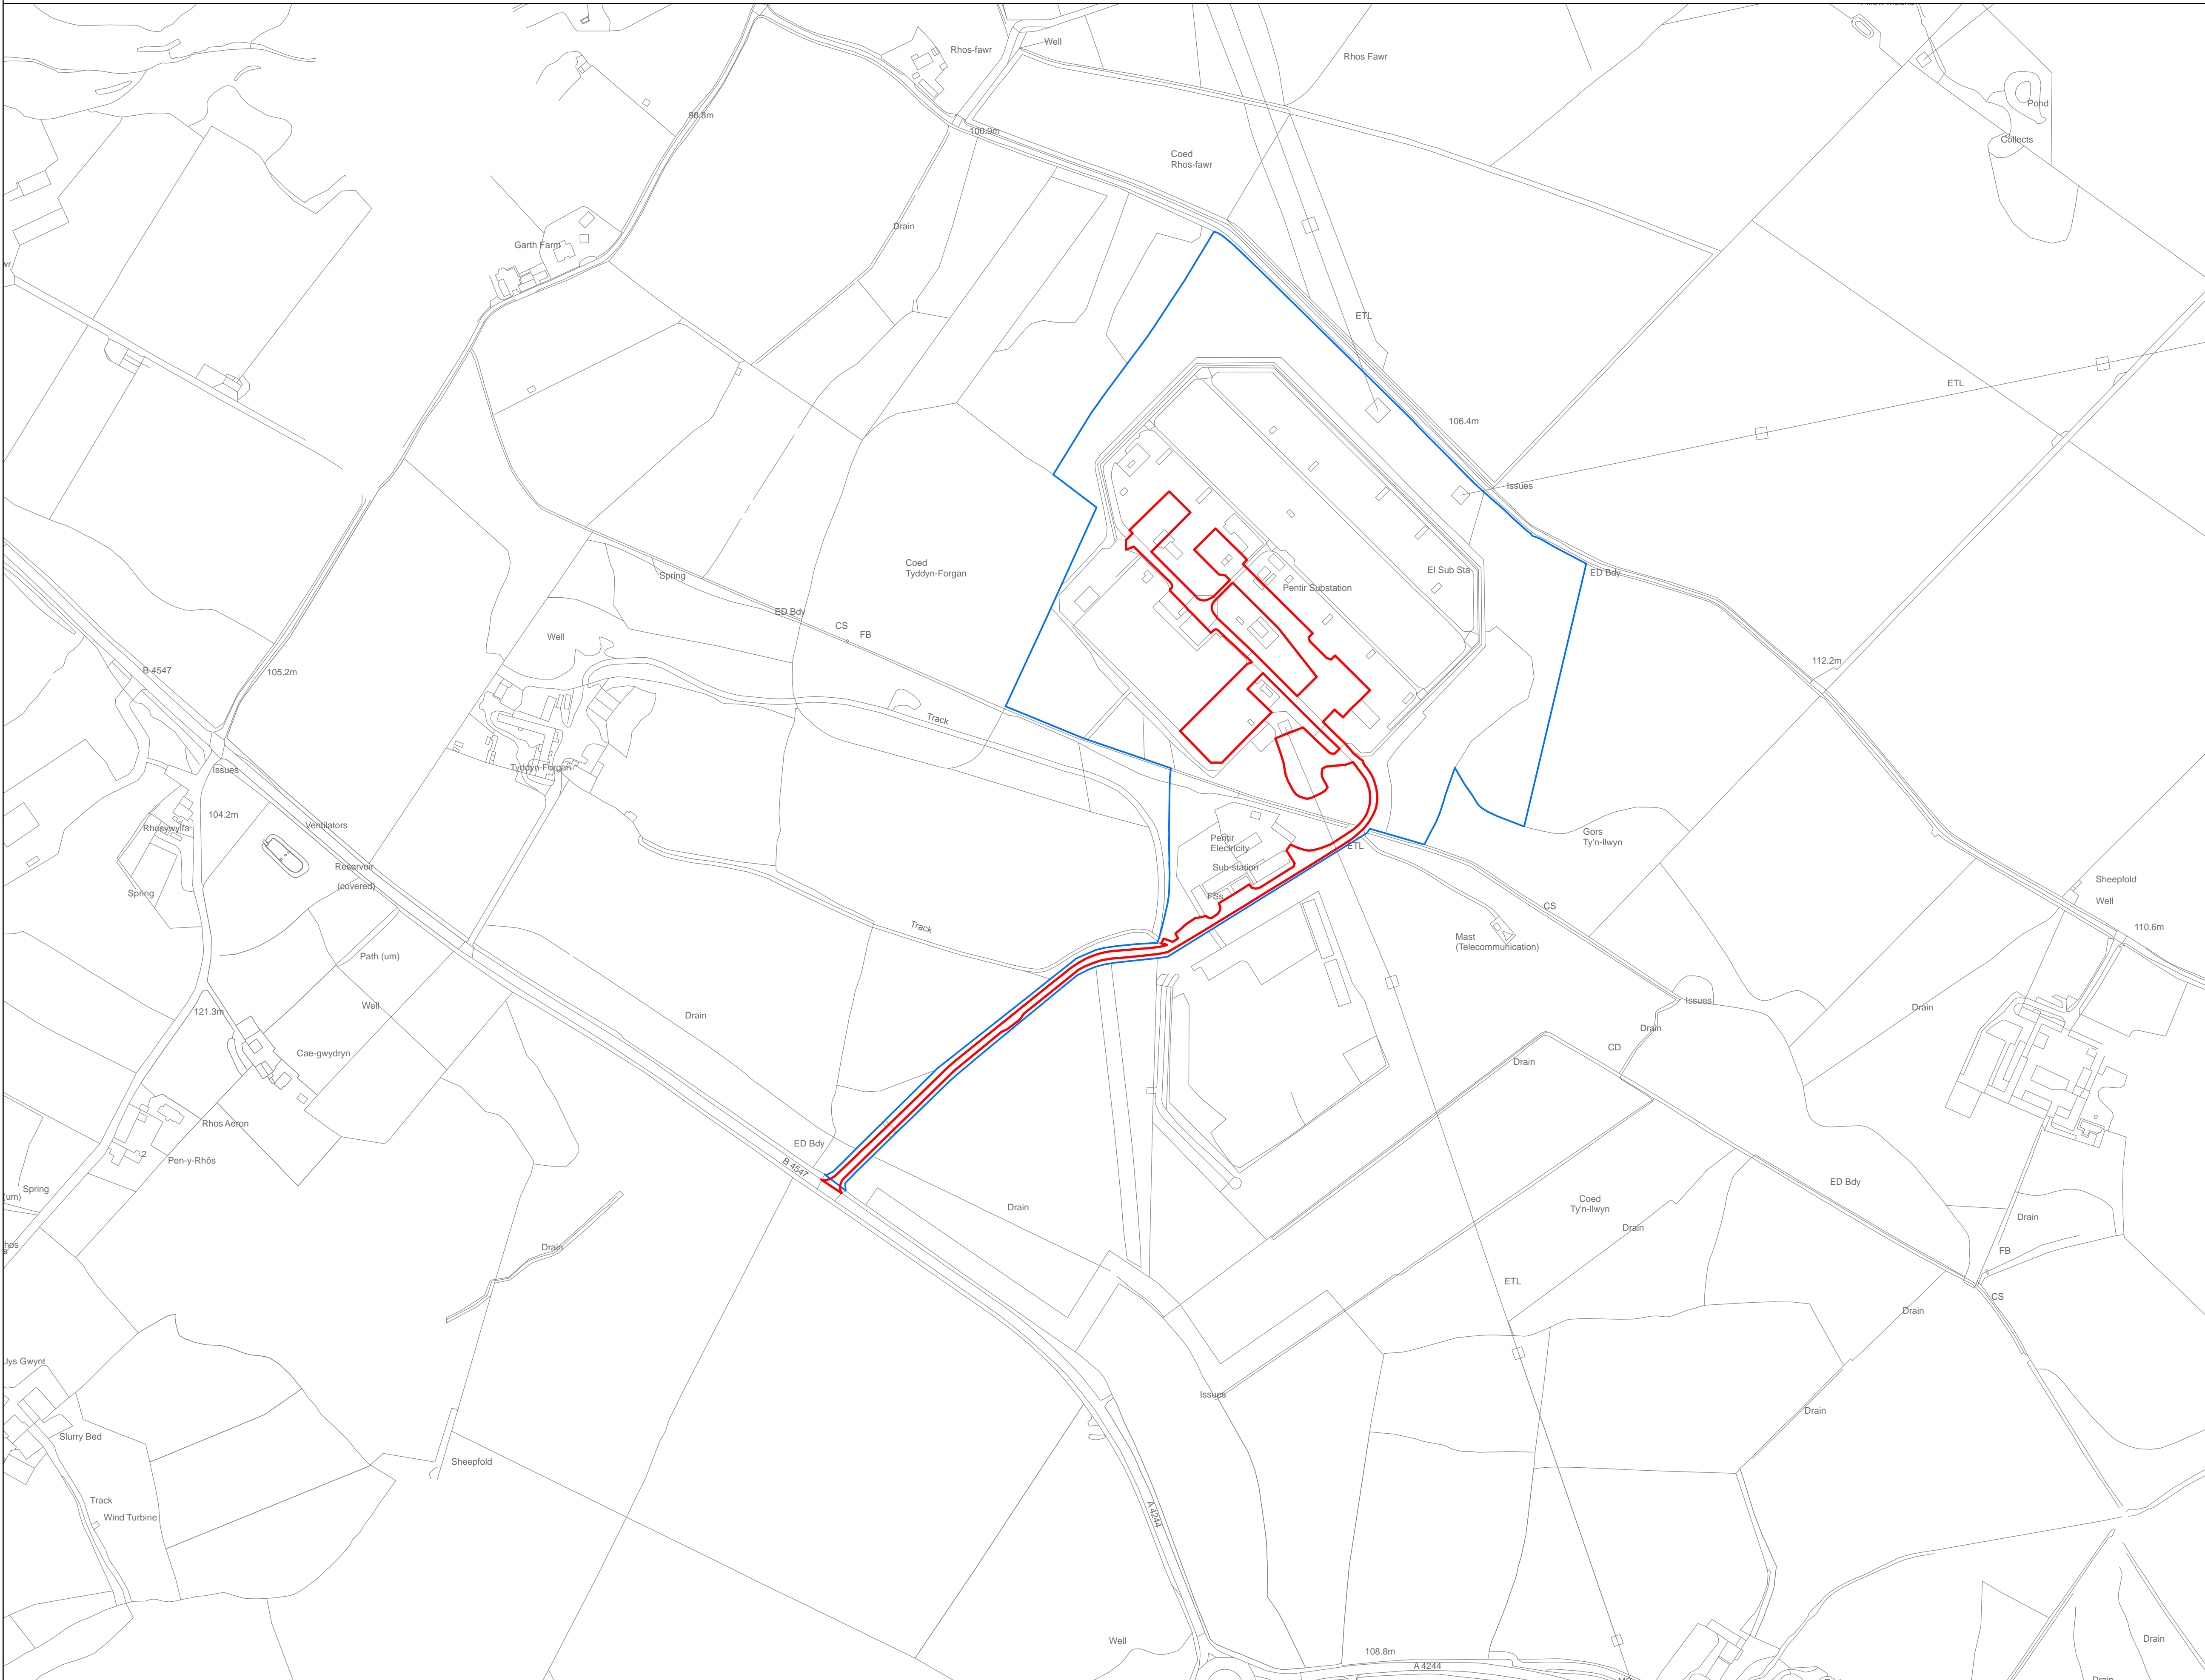 Rhos-fawr
Well
Rhos Fawr
98.8m
100.9m
Pond
Collects
Coed
Rhos-fawr
Drain
Garth Farm
ETL
ETL
106.4m
Issues
Coed
Tyddyn-Forgan
Spring
El Sub Sta
ED Bdy
Pentir Substation
ED Bdy
CS
FB
Well
B 4547
105.2m
112.2m
Track
Issues
Tyddyn-Forgan
104.2m
Rhosywylfa
Ventilators
Gors
Ty'n-llwyn
Pentir
Electricity
ETL
Reservoir
(covered)
Sub-station
Spring
FSs
Sheepfold
Well
CS
Track
110.6m
Mast
(Telecommunication)
Path (um)
Well
121.3m
Drain
Issues
Drain
Drain
CD
Cae-gwydryn
Drain
Rhos Aeron
ED Bdy
2
Pen-y-Rhôs
B 4547
ED Bdy
Spring
(um)
Coed
Ty'n-llwyn
Drain
Drain
Drain
Drain
FB
ETL
CS
Drain
Llys Gwynt
Issues
Drain
Slurry Bed
Sheepfold
Track
Wind Turbine
A 4244
Well
108.8m
A 4244
Drain
Drain